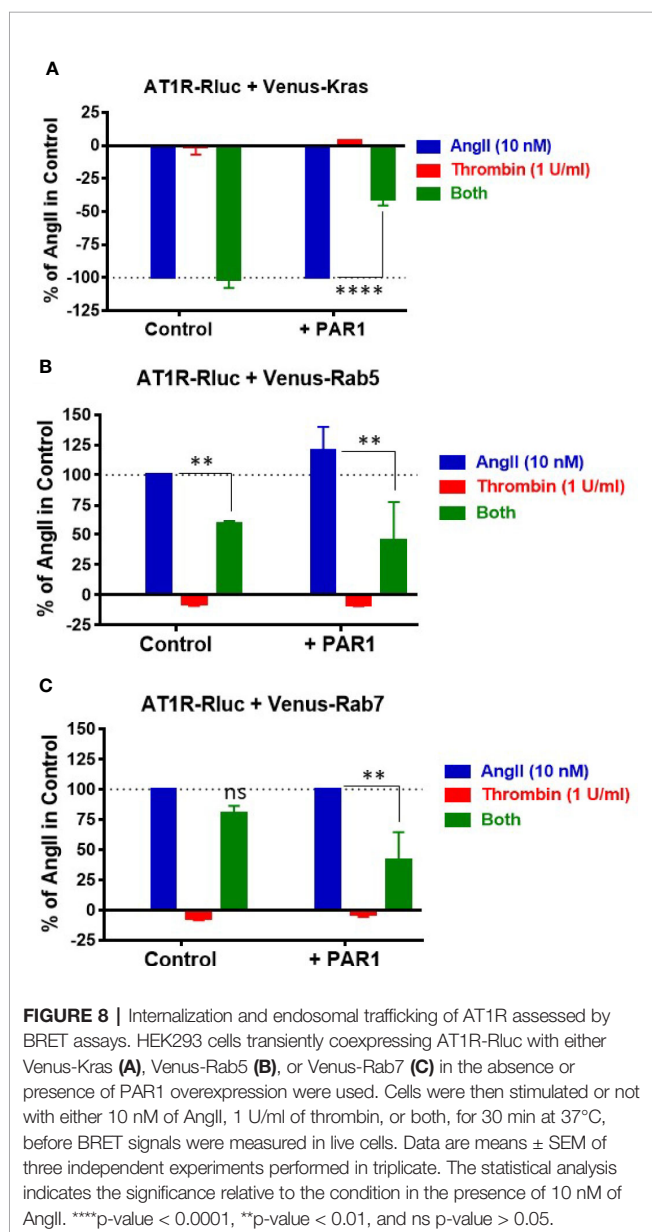 A
AT1R-Rluc + Venus-Kras
% of AngII in Control
25
0
-25
-50
-75
-100
-125
****
Control
+ PAR1
AngII (10 nM)
Thrombin (1 U/ml)
Both
B
AT1R-Rluc + Venus-Rab5
% of AngII in Control
150
125
100
75
50
25
0
-25
**
**
Control
+ PAR1
AngII (10 nM)
Thrombin (1 U/ml)
Both
C
AT1R-Rluc + Venus-Rab7
% of AngII in Control
150
125
100
75
50
25
0
-25
ns
**
Control
+ PAR1
AngII (10 nM)
Thrombin (1 U/ml)
Both
FIGURE 8 | Internalization and endosomal trafficking of AT1R assessed by
BRET assays. HEK293 cells transiently coexpressing AT1R-Rluc with either
Venus-Kras (A), Venus-Rab5 (B), or Venus-Rab7 (C) in the absence or
presence of PAR1 overexpression were used. Cells were then stimulated or not
with either 10 nM of AngII, 1 U/ml of thrombin, or both, for 30 min at 37°C,
before BRET signals were measured in live cells. Data are means ± SEM of
three independent experiments performed in triplicate. The statistical analysis
indicates the significance relative to the condition in the presence of 10 nM of
AngII. ****p-value < 0.0001, **p-value < 0.01, and ns p-value > 0.05.